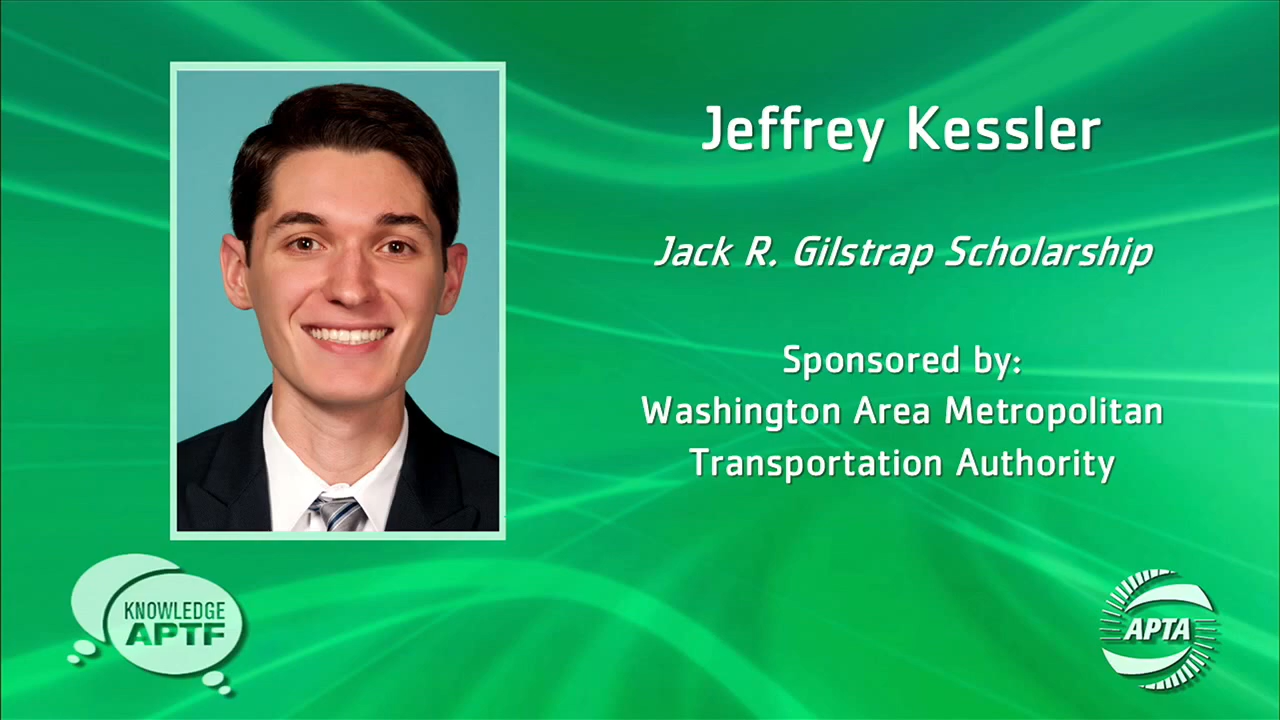 Jeffrey Kessler
Jack R. Gilstrap Scholarship
Sponsored by:
Washington Area Metropolitan
Transportation Authority
KNOWLEDGE
APTF
APTA